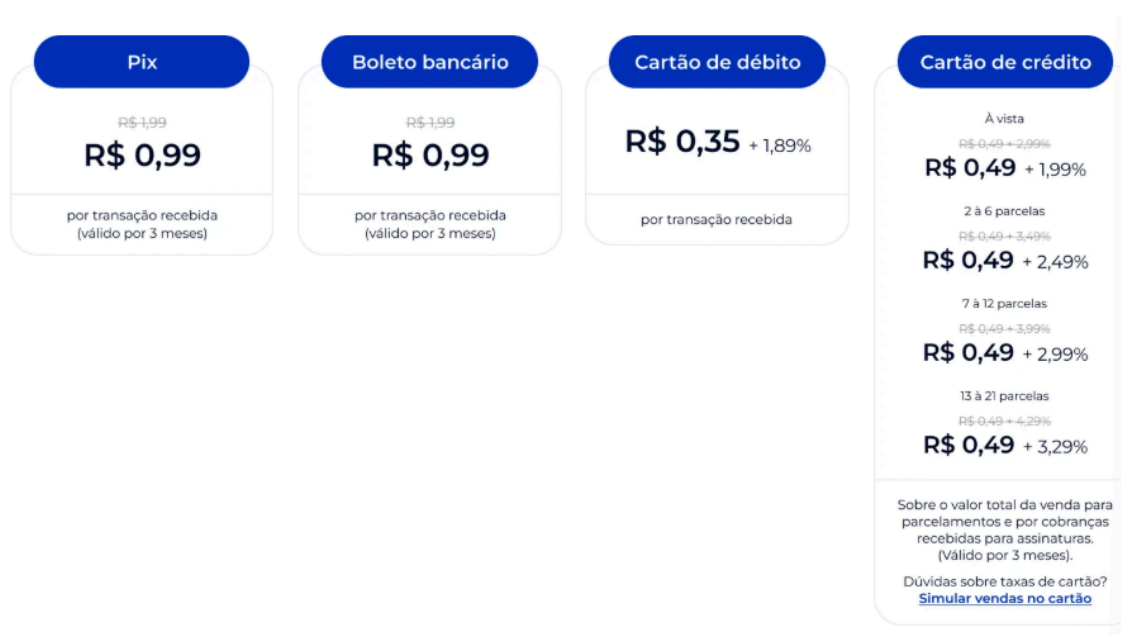 Pix
R$ 1,99
R$ 0,99
por transação recebida
(válido por 3 meses)
Boleto bancário
R$ 1,99
R$ 0,99
por transação recebida
(válido por 3 meses)
Cartão de débito
R$ 0,35 + 1,89%
por transação recebida
Cartão de crédito
À vista
R$ 0,49 + 2,99%
R$ 0,49 + 1,99%
2 à 6 parcelas
R$ 0,49 + 3,49%
R$ 0,49 + 2,49%
7 à 12 parcelas
R$ 0,49 + 3,99%
R$ 0,49 + 2,99%
13 à 21 parcelas
R$ 0,49 + 4,29%
R$ 0,49 + 3,29%
Sobre o valor total da venda para
parcelamentos e por cobranças
recebidas para assinaturas.
(Válido por 3 meses).
Dúvidas sobre taxas de cartão?
Simular vendas no cartão